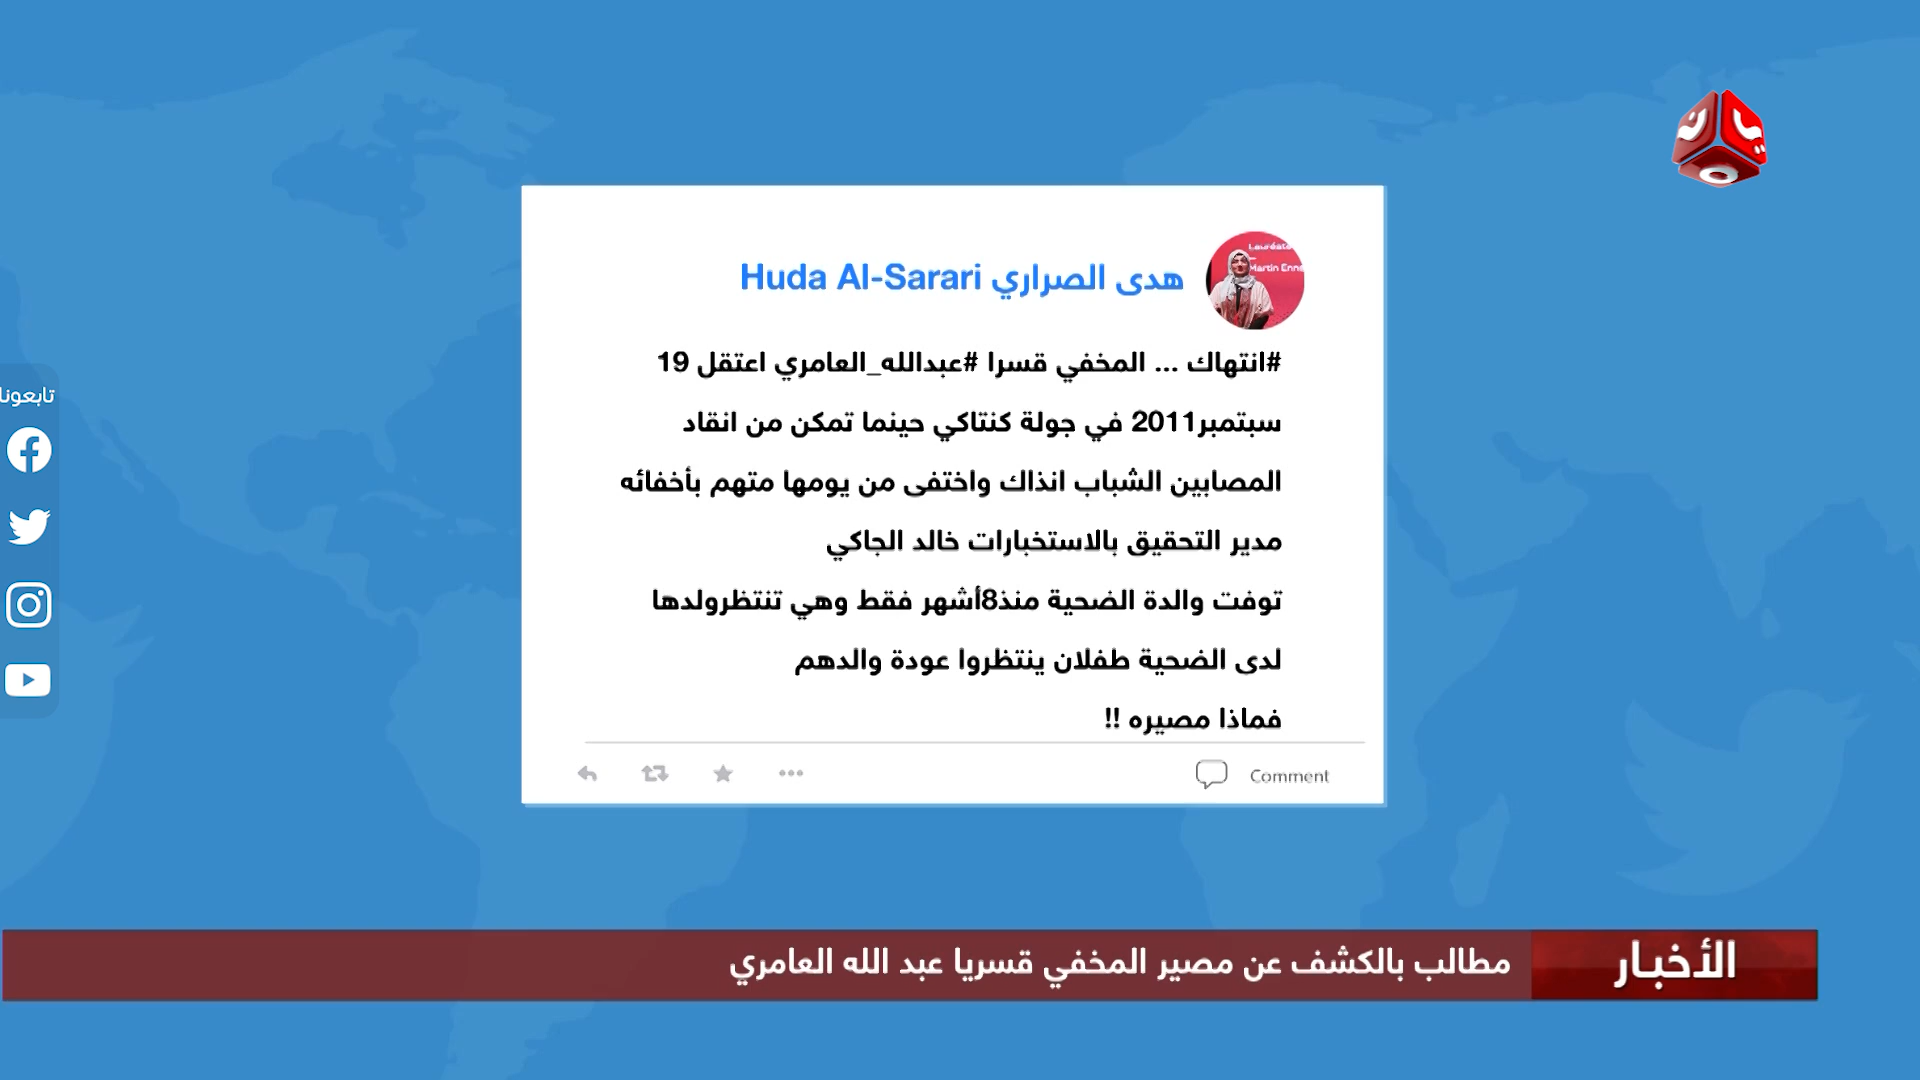 هدى الصراري Huda Al-Sarari
#انتهاك ... المخفي قسرا #عبدالله_العامري اعتقل 19
سبتمبر2011 في جولة كنتاكي حينما تمكن من انقاد
المصابين الشباب انذاك واختفى من يومها متهم بأخفائه
مدير التحقيق بالاستخبارات خالد الجاكي
توفت والدة الضحية منذ8أشهر فقط وهي تنتظرولدها
لدى الضحية طفلان ينتظروا عودة والدهم
فماذا مصيره !!
Comment
تابعونا
الأخبار
مطالب بالكشف عن مصير المخفي قسريا عبد الله العامري